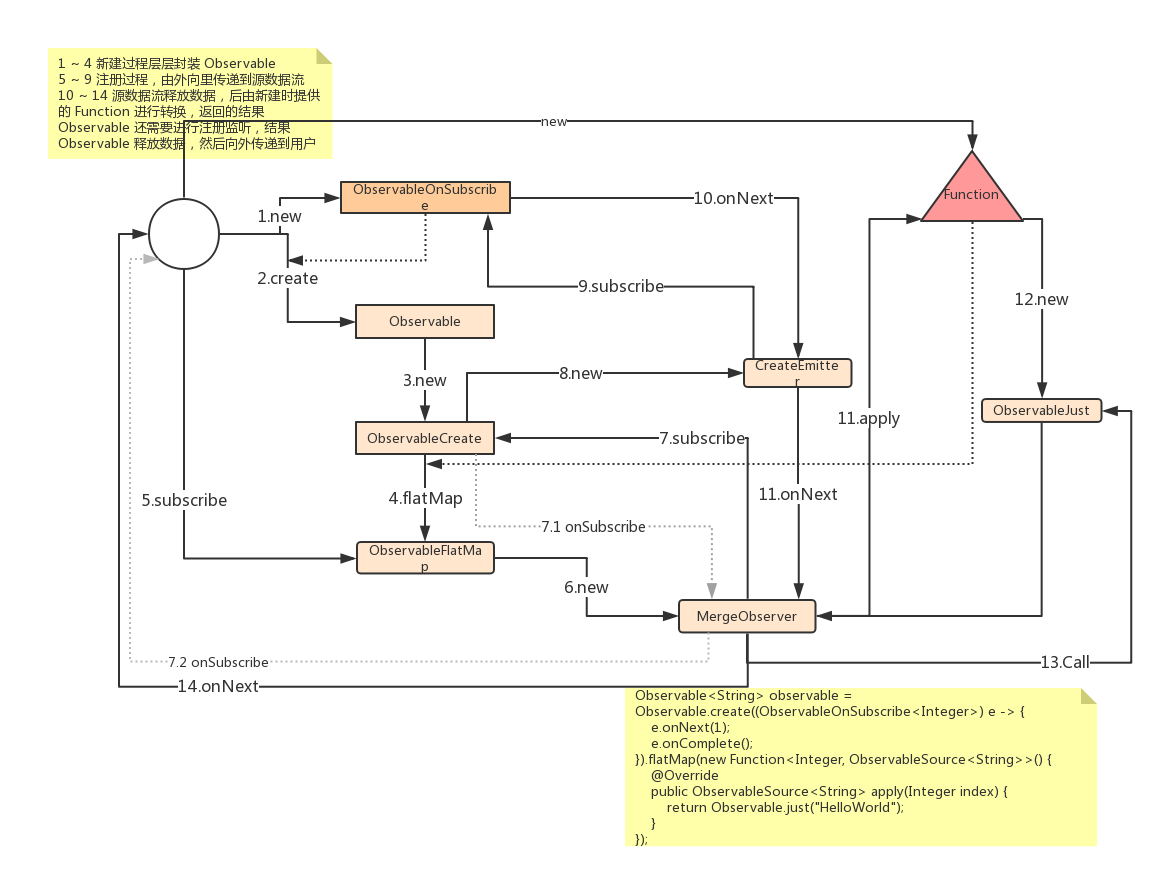 1 ~ 4 新建过程层层封装 Observable
5 ~ 9 注册过程，由外向里传递到源数据流
10 ~ 14 源数据流释放数据，后由新建时提供
的 Function 进行转换，返回的结果
Observable 还需要进行注册监听，结果
Observable 释放数据，然后向外传递到用户
new
ObservableOnSubscrib
e
10.onNext
Function
1.new
2.create
9.subscribe
12.new
Observable
3.new
8.new
CreateEmitte
r
11.apply
ObservableJust
ObservableCreate
7.subscribe
5.subscribe
4.flatMap
11.onNext
7.1 onSubscribe
ObservableFlatMa
p
6.new
MergeObserver
7.2 onSubscribe
13.Call
14.onNext
Observable<String> observable =
Observable.create((ObservableOnSubscribe<Integer>) e -> {
    e.onNext(1);
    e.onComplete();
}).flatMap(new Function<Integer, ObservableSource<String>>() {
    @Override
    public ObservableSource<String> apply(Integer index) {
        return Observable.just("HelloWorld");
    }
});